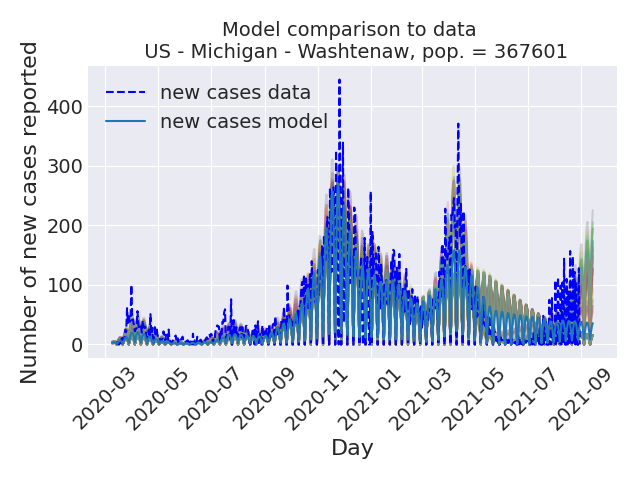 Model comparison to data
US - Michigan - Washtenaw, pop. = 367601
Number of new cases reported
400
300
200
100
0
new cases data
new cases model
2020-03
2020-05
2020-07
2020-09
2020-11
2021-01
2021-03
2021-05
2021-07
2021-09
Day